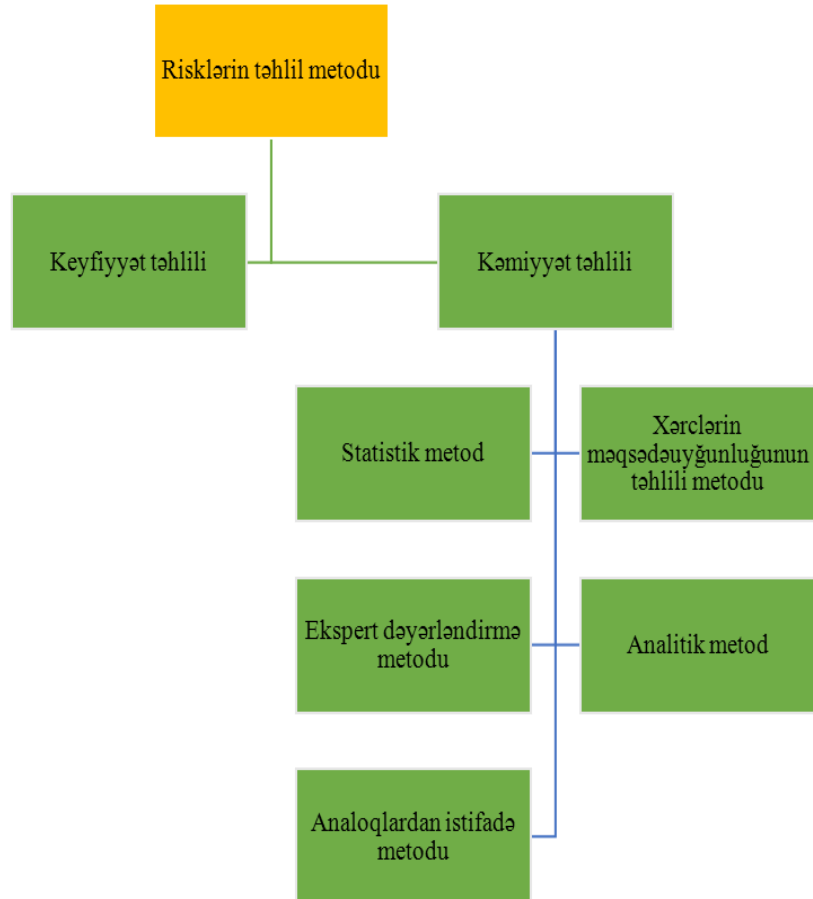 Risklərin təhlil metodu
Keyfiyyət təhlili
Kəmiyyət təhlili
Statistik metod
Xərclərin
məqsədəuyğunluğunun
təhlili metodu
Ekspert dəyərləndirmə
metodu
Analitik metod
Analoqlardan istifadə
metodu